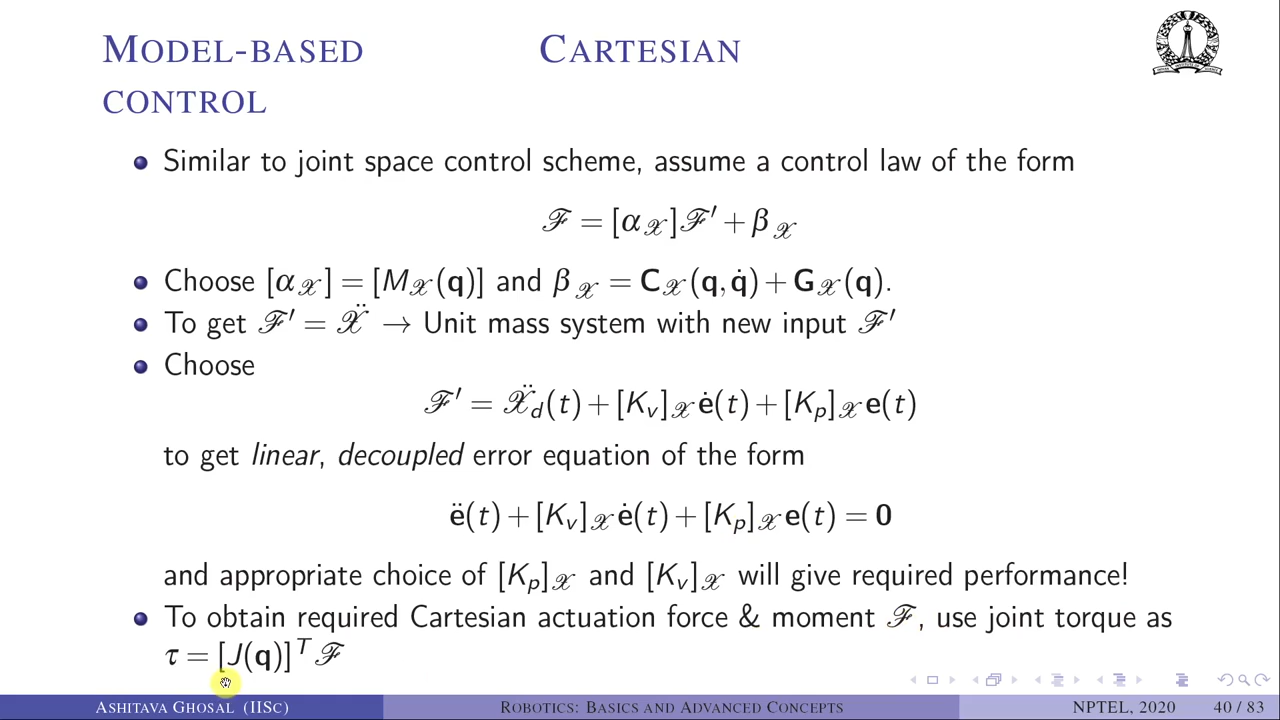 MODEL-BASED CARTESIAN
CONTROL
Similar to joint space control scheme, assume a control law of the form
ℱ = [α_𝒳]ℱ′ + β_𝒳
Choose [α_𝒳] = [M_𝒳(q)] and β_𝒳 = C_𝒳(q, q̇) + G_𝒳(q).
To get ℱ′ = 𝒳̈ → Unit mass system with new input ℱ′
Choose
ℱ′ = 𝒳̈_d(t) + [K_v]_𝒳 ė(t) + [K_p]_𝒳 e(t)
to get linear, decoupled error equation of the form
ë(t) + [K_v]_𝒳 ė(t) + [K_p]_𝒳 e(t) = 0
and appropriate choice of [K_p]_𝒳 and [K_v]_𝒳 will give required performance!
To obtain required Cartesian actuation force & moment ℱ, use joint torque as
τ = [J(q)]^T ℱ
ASHITAVA GHOSAL (IISC) ROBOTICS: BASICS AND ADVANCED CONCEPTS NPTEL, 2020 40 / 83